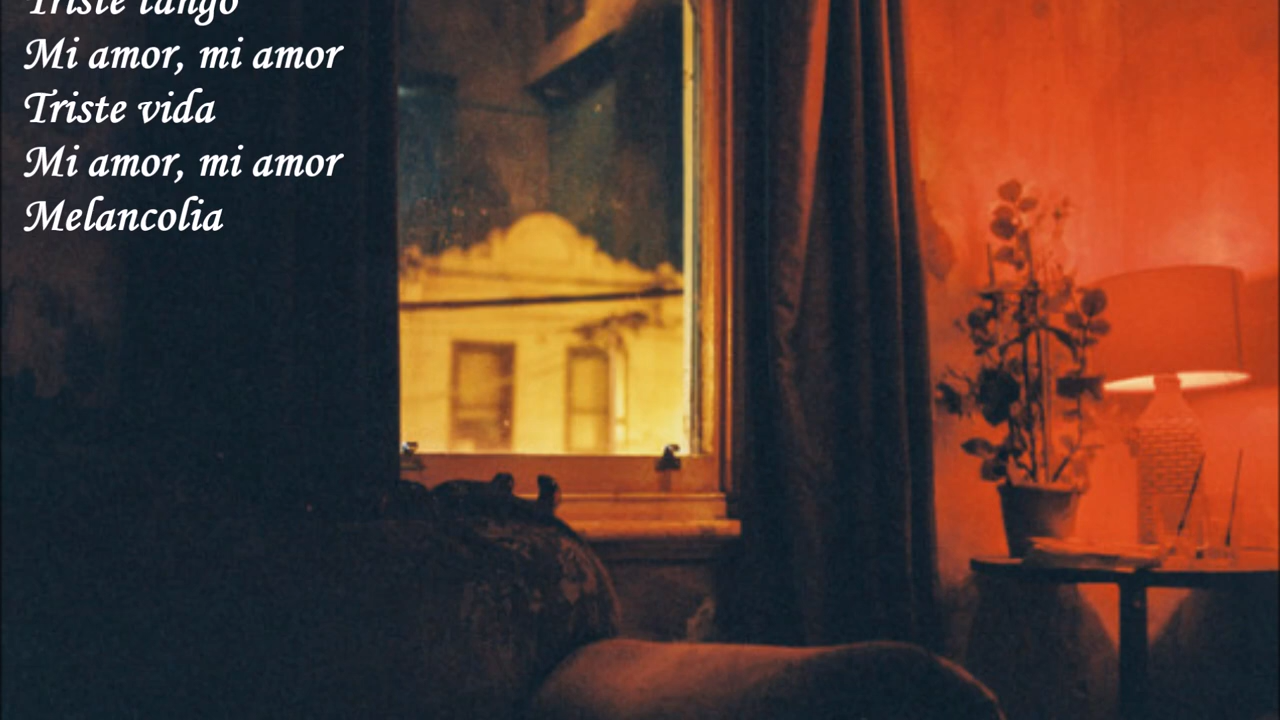 Triste tango
Mi amor, mi amor
Triste vida
Mi amor, mi amor
Melancolia